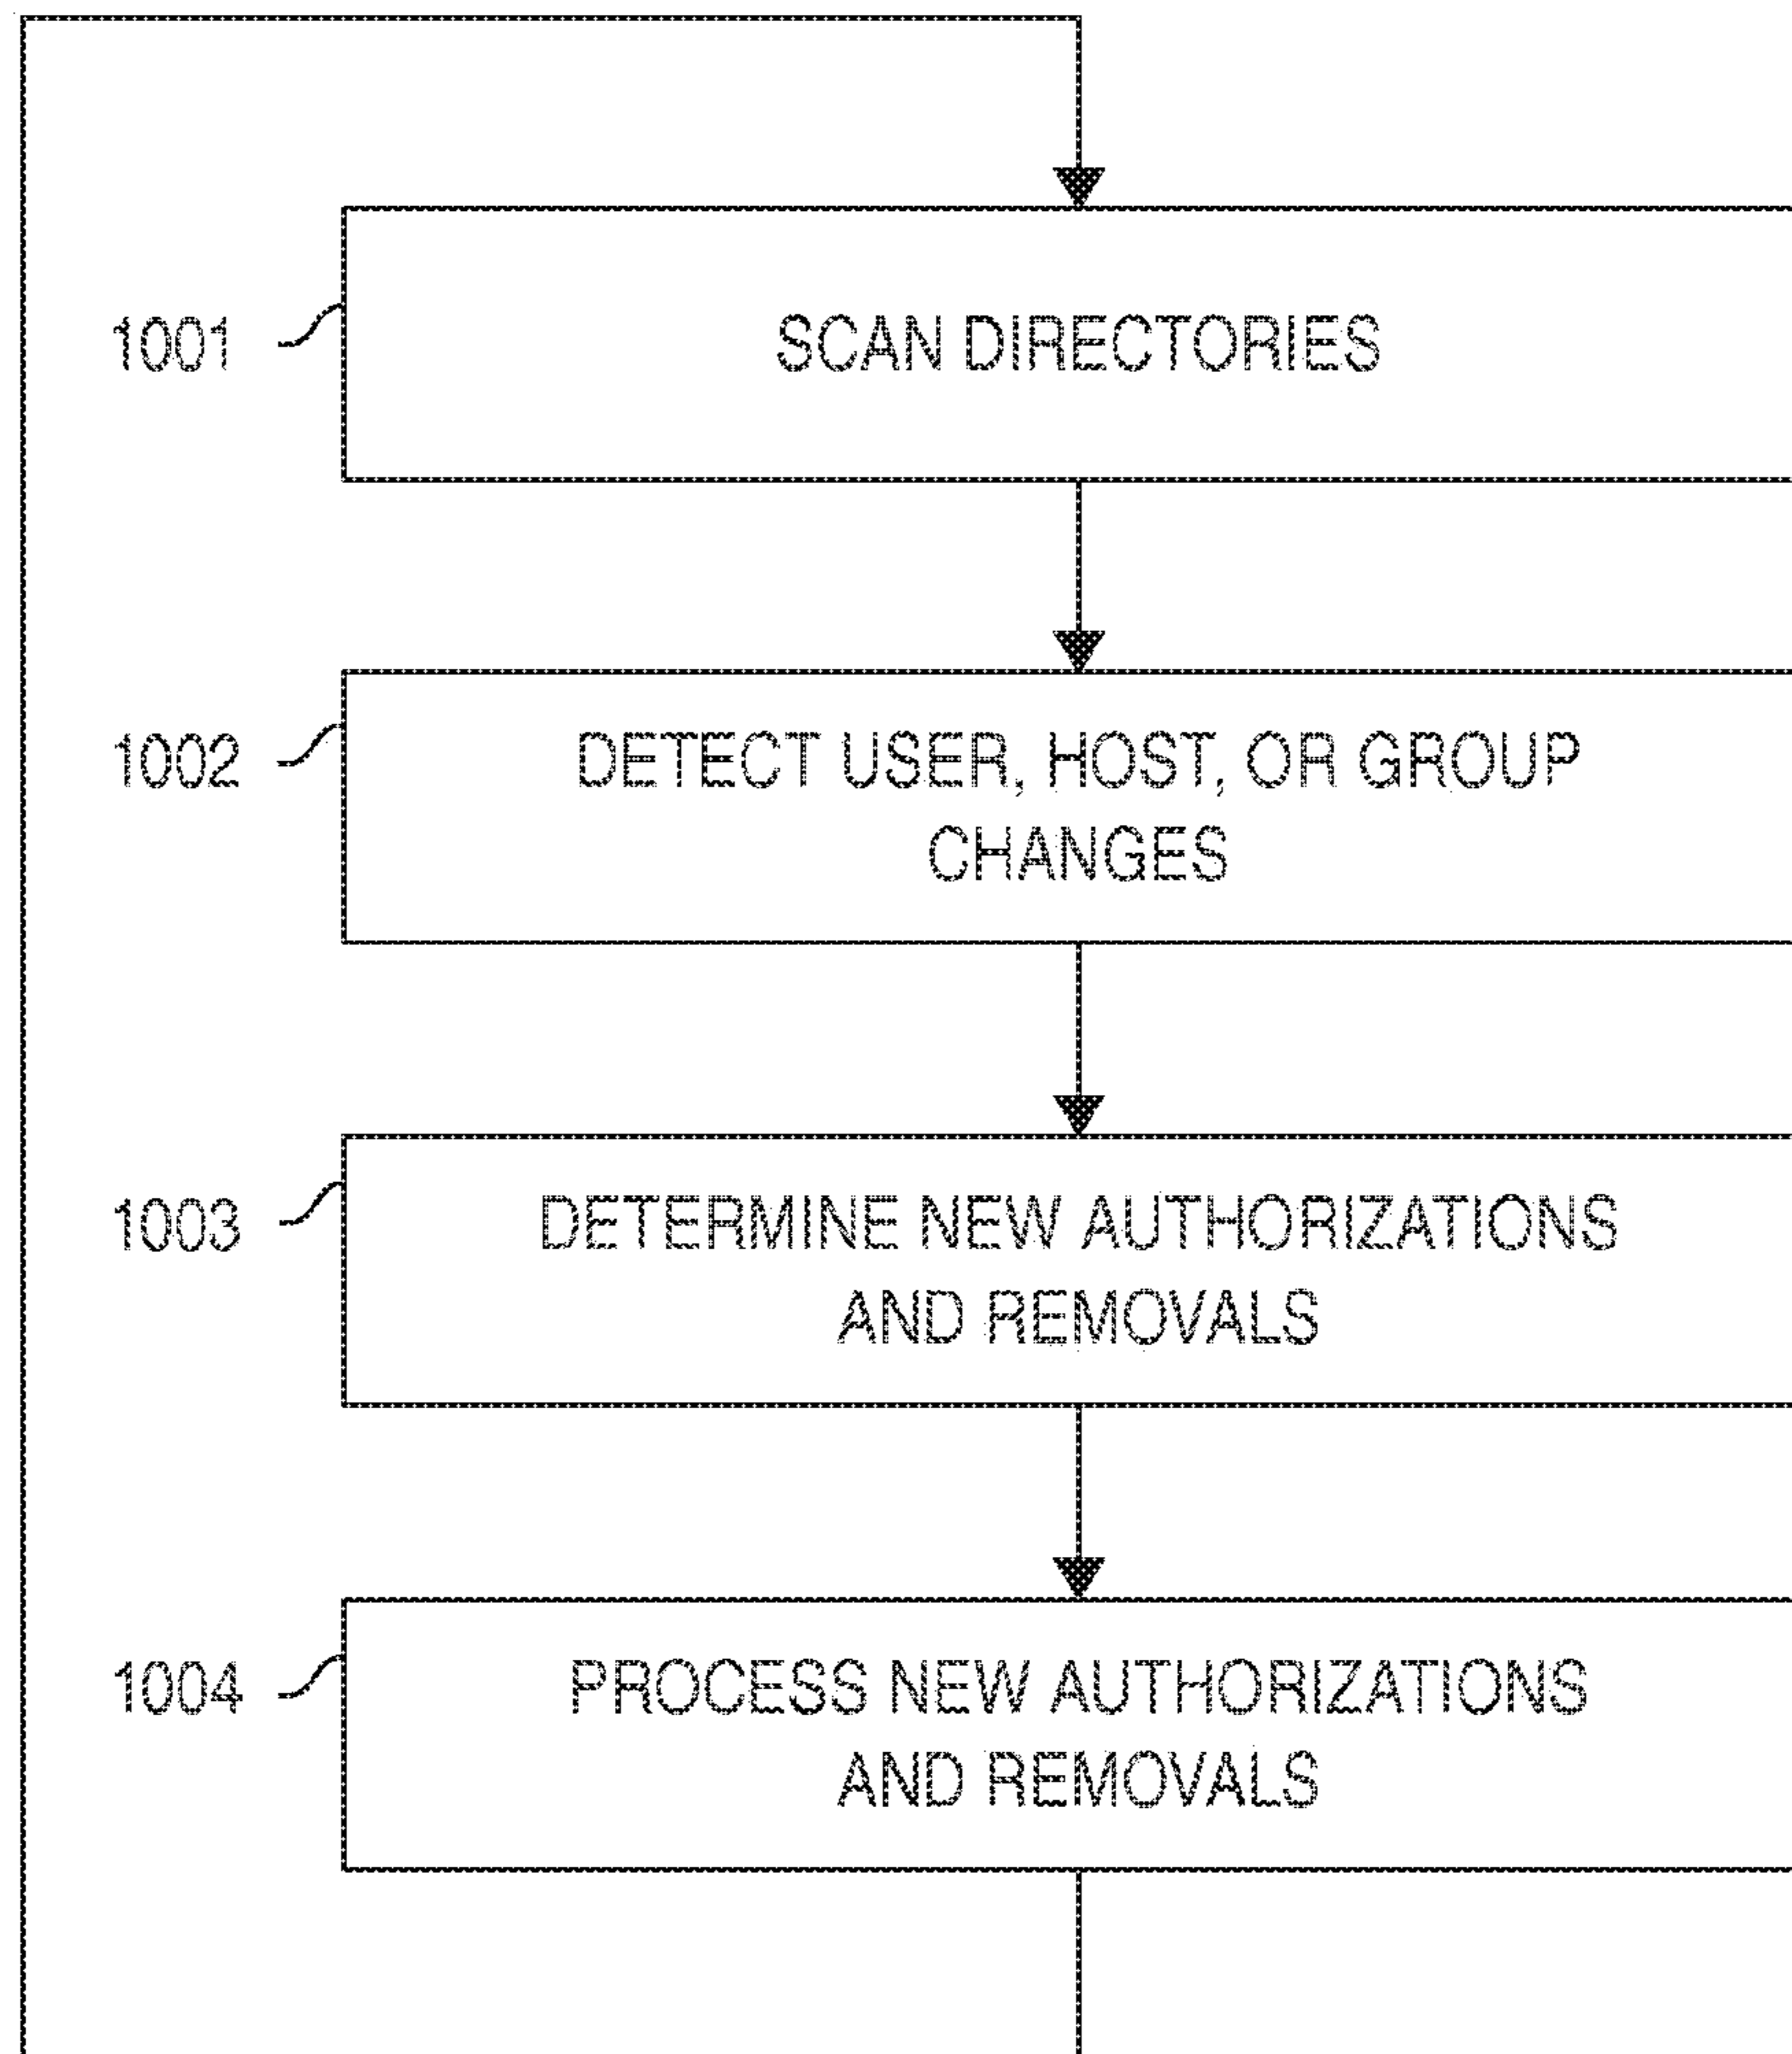 1001
SCAN DIRECTORIES
1002
DETECT USER, HOST, OR GROUP
CHANGES
1003
DETERMINE NEW AUTHORIZATIONS
AND REMOVALS
1004
PROCESS NEW AUTHORIZATIONS
AND REMOVALS